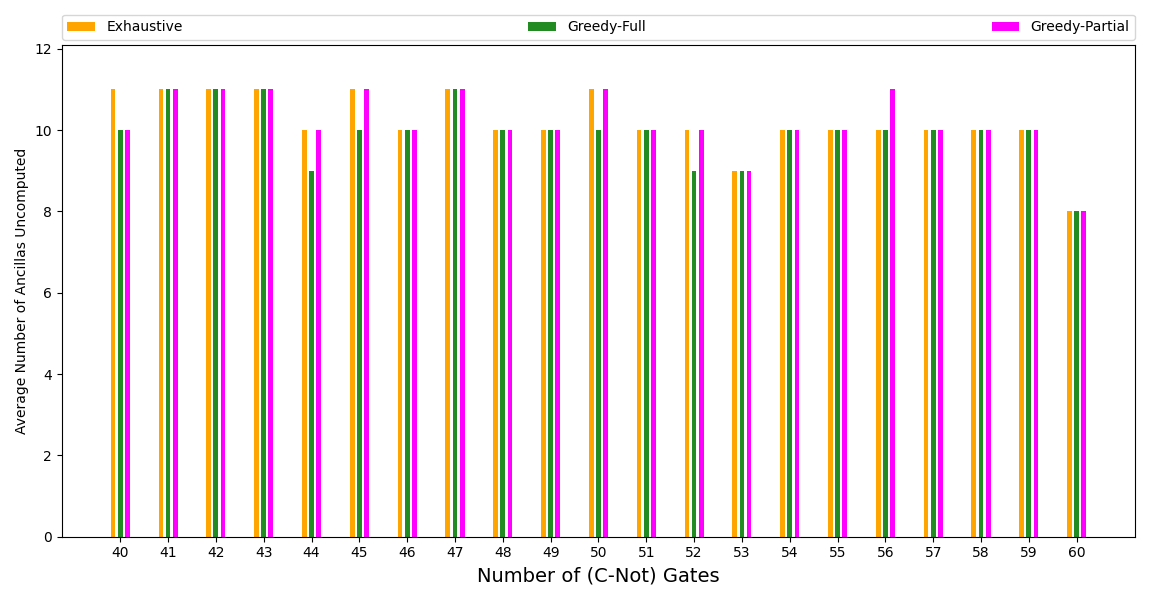 Exhaustive Greedy-Full Greedy-Partial
Average Number of Ancillas Uncomputed
12
10
8
6
4
2
0
40 41 42 43 44 45 46 47 48 49 50 51 52 53 54 55 56 57 58 59 60
Number of (C-Not) Gates